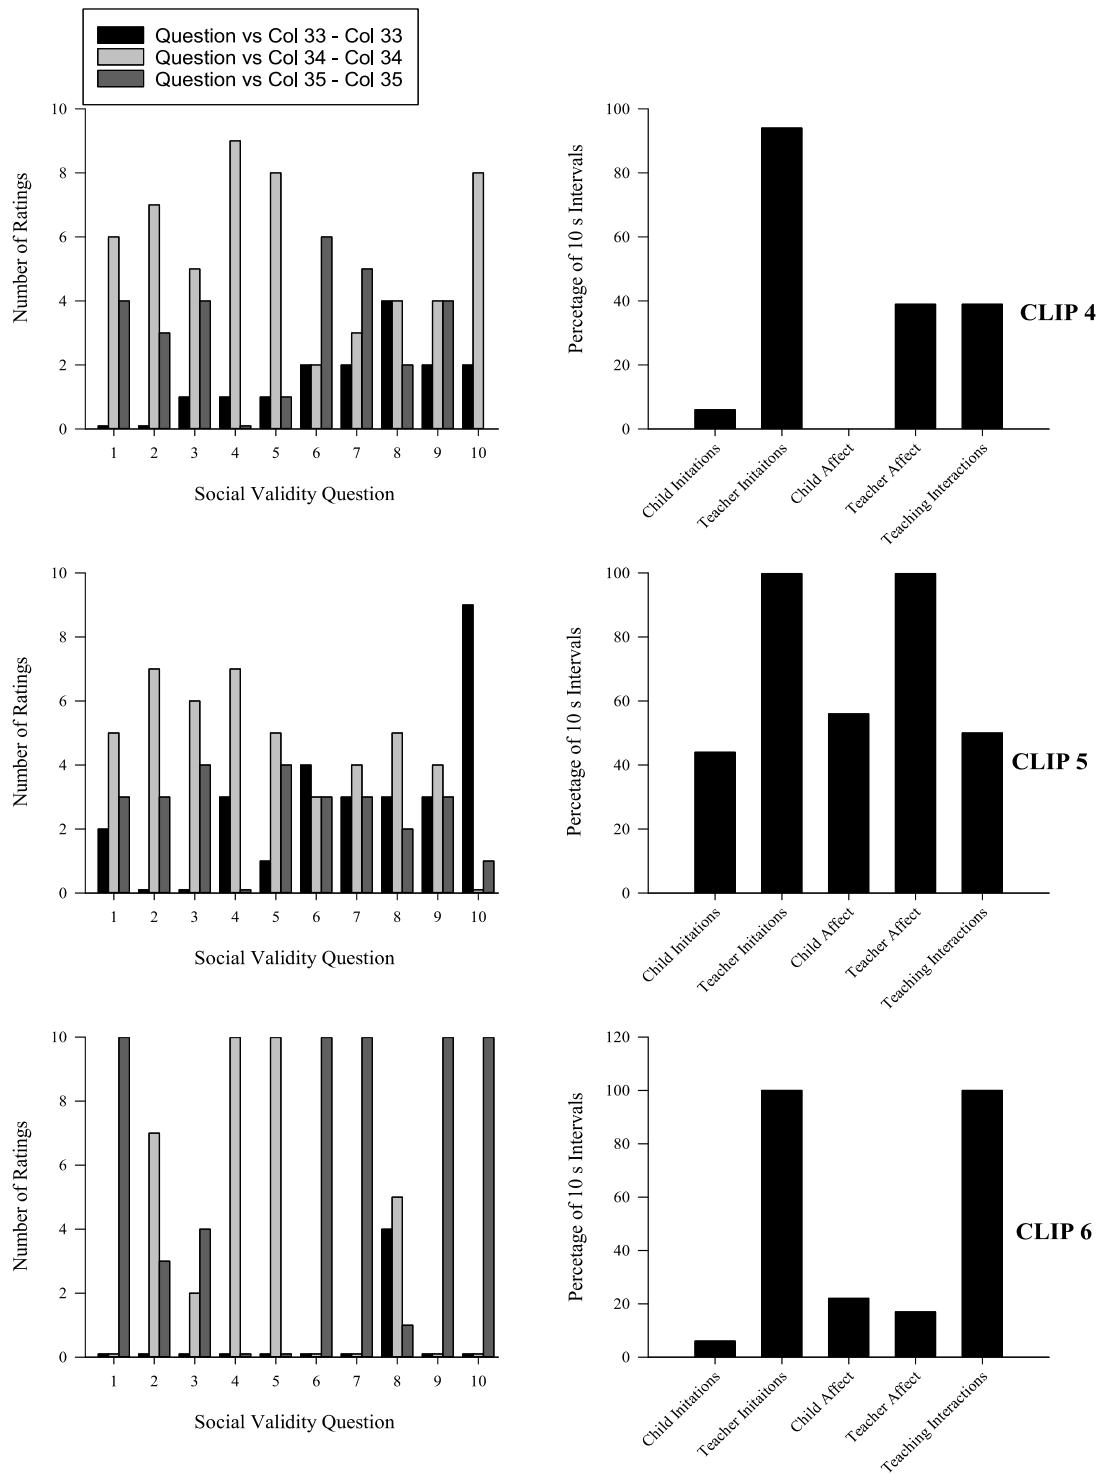 Question vs Col 33 - Col 33
Question vs Col 34 - Col 34
Question vs Col 35 - Col 35
Number of Ratings
10
8
6
4
2
0
1 2 3 4 5 6 7 8 9 10
Social Validity Question
Percetage of 10 s Intervals
100
80
60
40
20
0
Child Initations
Teacher Initaitons
Child Affect
Teacher Affect
Teaching Interactions
CLIP 4
Number of Ratings
10
8
6
4
2
0
1 2 3 4 5 6 7 8 9 10
Social Validity Question
Percetage of 10 s Intervals
100
80
60
40
20
0
Child Initations
Teacher Initaitons
Child Affect
Teacher Affect
Teaching Interactions
CLIP 5
Number of Ratings
10
8
6
4
2
0
1 2 3 4 5 6 7 8 9 10
Social Validity Question
Percetage of 10 s Intervals
120
100
80
60
40
20
0
Child Initations
Teacher Initaitons
Child Affect
Teacher Affect
Teaching Interactions
CLIP 6